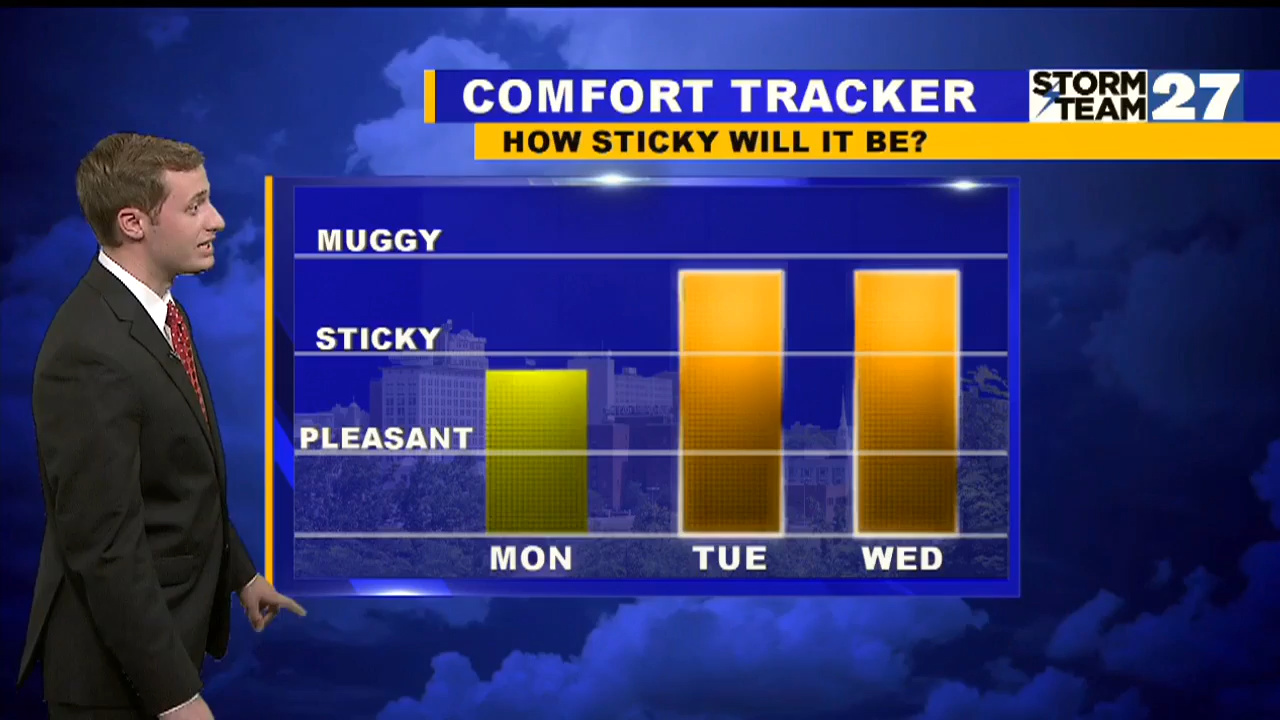 COMFORT TRACKER
STORM TEAM 27
HOW STICKY WILL IT BE?
MUGGY
STICKY
PLEASANT
MON TUE WED